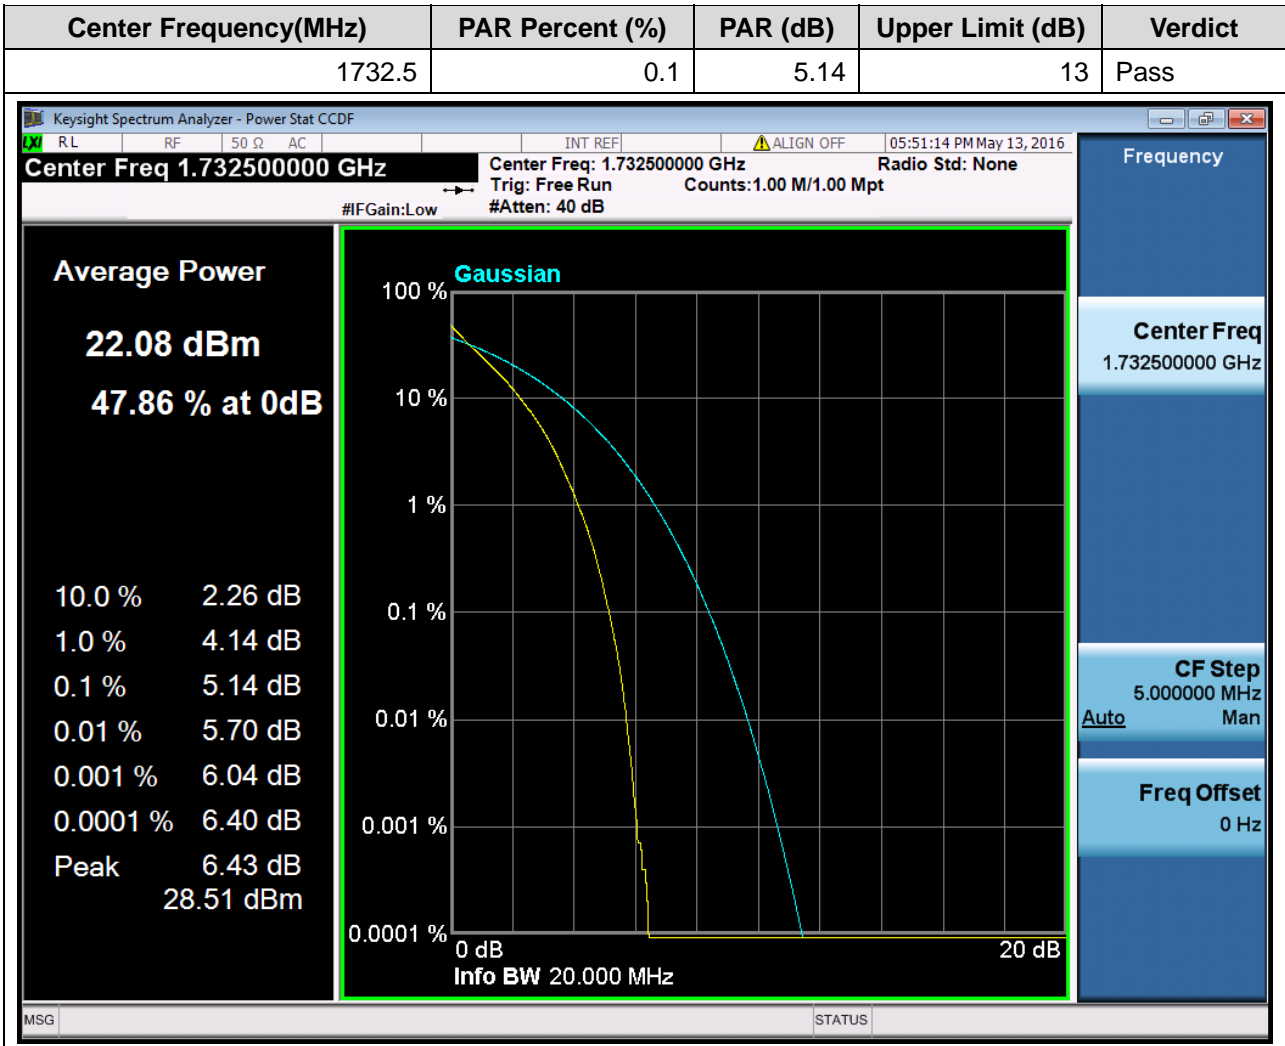 Center Frequency(MHz) PAR Percent (%) PAR (dB) Upper Limit (dB) Verdict
1732.5 0.1 5.14 13 Pass
Keysight Spectrum Analyzer - Power Stat CCDF
LXI RL RF 50 Ω AC INT REF ALIGN OFF 05:51:14 PM May 13, 2016
Center Freq 1.732500000 GHz
Center Freq: 1.732500000 GHz Radio Std: None
Trig: Free Run Counts:1.00 M/1.00 Mpt
#IFGain:Low #Atten: 40 dB
Average Power
22.08 dBm
47.86 % at 0dB
10.0 % 2.26 dB
1.0 % 4.14 dB
0.1 % 5.14 dB
0.01 % 5.70 dB
0.001 % 6.04 dB
0.0001 % 6.40 dB
Peak 6.43 dB
28.51 dBm
Gaussian
100 %
10 %
1 %
0.1 %
0.01 %
0.001 %
0.0001 %
0 dB 20 dB
Info BW 20.000 MHz
Frequency
Center Freq
1.732500000 GHz
CF Step
5.000000 MHz
Auto Man
Freq Offset
0 Hz
MSG STATUS